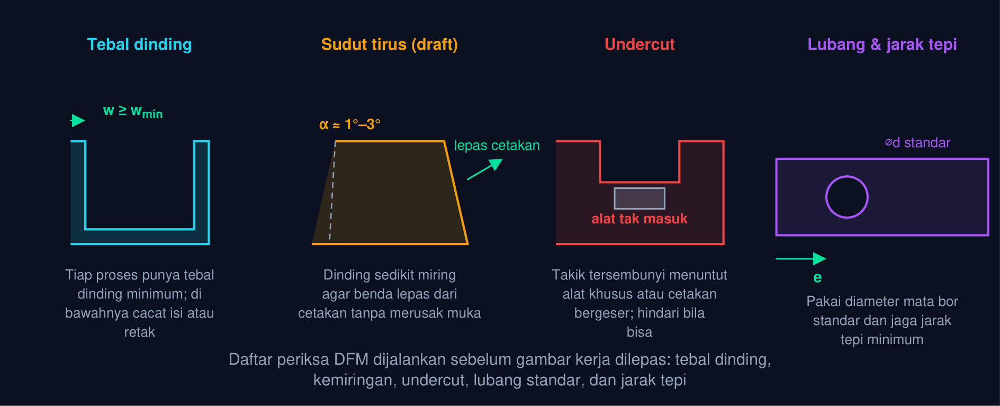 Tebal dinding
w ≥ wmin
Tiap proses punya tebal
dinding minimum; di
bawahnya cacat isi atau
retak
Sudut tirus (draft)
α ≈ 1°–3°
lepas cetakan
Dinding sedikit miring
agar benda lepas dari
cetakan tanpa merusak muka
Undercut
alat tak masuk
Takik tersembunyi menuntut
alat khusus atau cetakan
bergeser; hindari bila
bisa
Lubang & jarak tepi
⌀d standar
e
Pakai diameter mata bor
standar dan jaga jarak
tepi minimum
Daftar periksa DFM dijalankan sebelum gambar kerja dilepas: tebal dinding,
kemiringan, undercut, lubang standar, dan jarak tepi